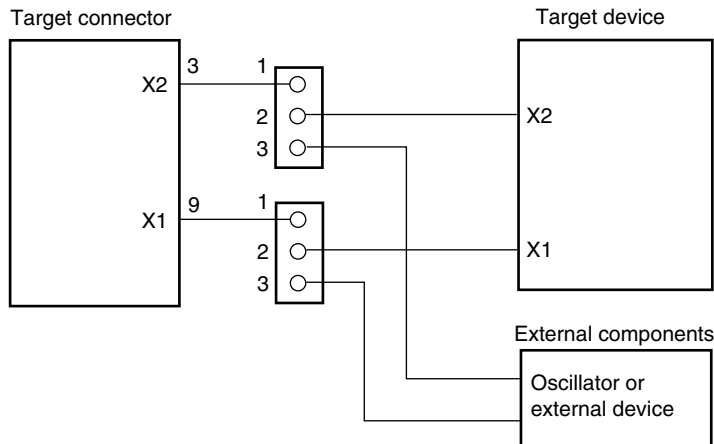 Target connector
Target device
X2
3
1
2
3
X2
X1
9
1
2
3
X1
External components
Oscillator or
external device